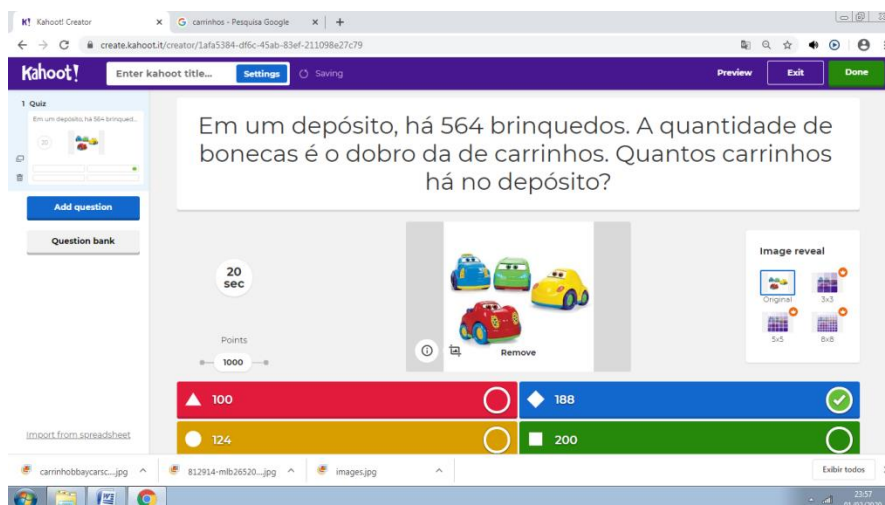 Kahoot! Creator
carrinhos - Pesquisa Google
create.kahoot.it/creator/1afa5384-df6c-45ab-83ef-211098e27c79
Kahoot!
Enter kahoot title...
Settings
Saving
Preview
Exit
Done
1 Quiz
Em um depósito, há 564 brinqued...
20
Add question
Question bank
Import from spreadsheet
Em um depósito, há 564 brinquedos. A quantidade de
bonecas é o dobro da de carrinhos. Quantos carrinhos
há no depósito?
20
sec
Points
1000
Remove
Image reveal
Original
3x3
5x5
8x8
100
188
124
200
carrinhobbaycarsc....jpg
812914-mlb26520....jpg
images.jpg
Exibir todos
23:57